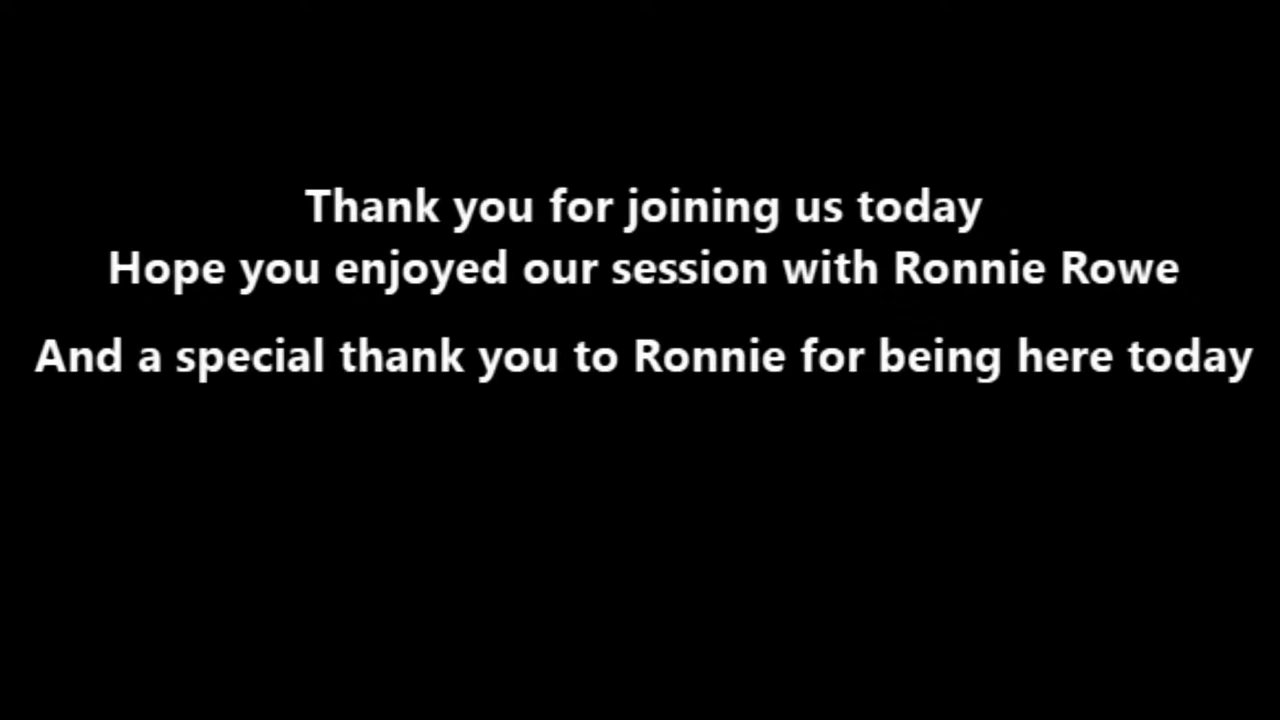 Thank you for joining us today
Hope you enjoyed our session with Ronnie Rowe
And a special thank you to Ronnie for being here today